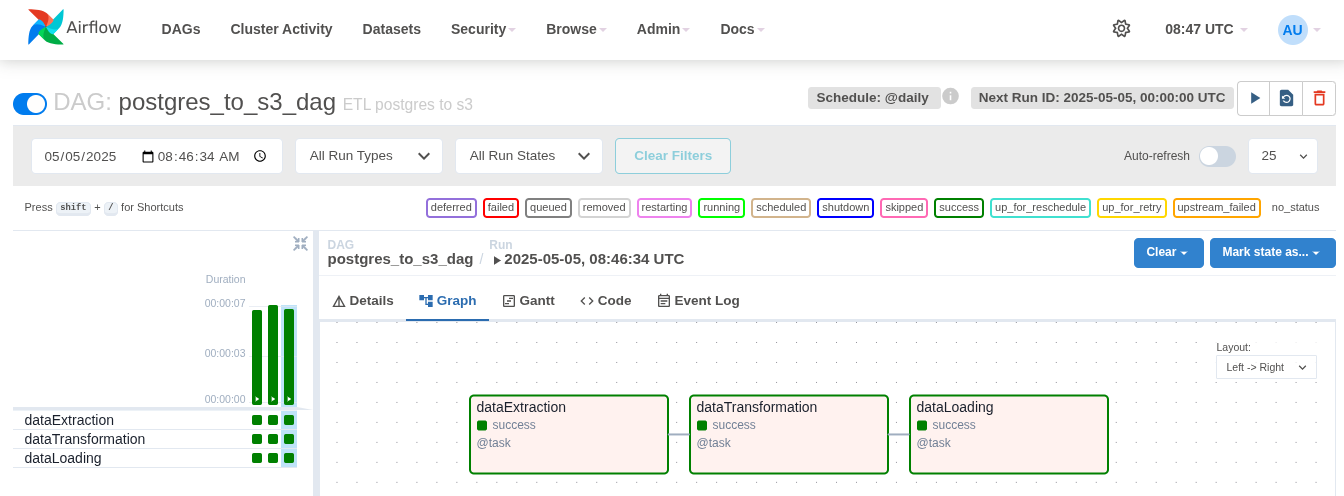 Airflow DAGs Cluster Activity Datasets Security Browse Admin Docs 08:47 UTC AU
DAG: postgres_to_s3_dag ETL postgres to s3 Schedule: @daily i Next Run ID: 2025-05-05, 00:00:00 UTC
05/05/2025 08:46:34 AM All Run Types All Run States Clear Filters Auto-refresh 25
Press shift + / for Shortcuts deferred failed queued removed restarting running scheduled shutdown skipped success up_for_reschedule up_for_retry upstream_failed no_status
DAG Run
postgres_to_s3_dag / 2025-05-05, 08:46:34 UTC Clear Mark state as...
Duration
00:00:07
00:00:03
00:00:00
Details Graph Gantt Code Event Log
Layout:
Left -> Right
dataExtraction
dataTransformation
dataLoading
dataExtraction
success
@task
dataTransformation
success
@task
dataLoading
success
@task